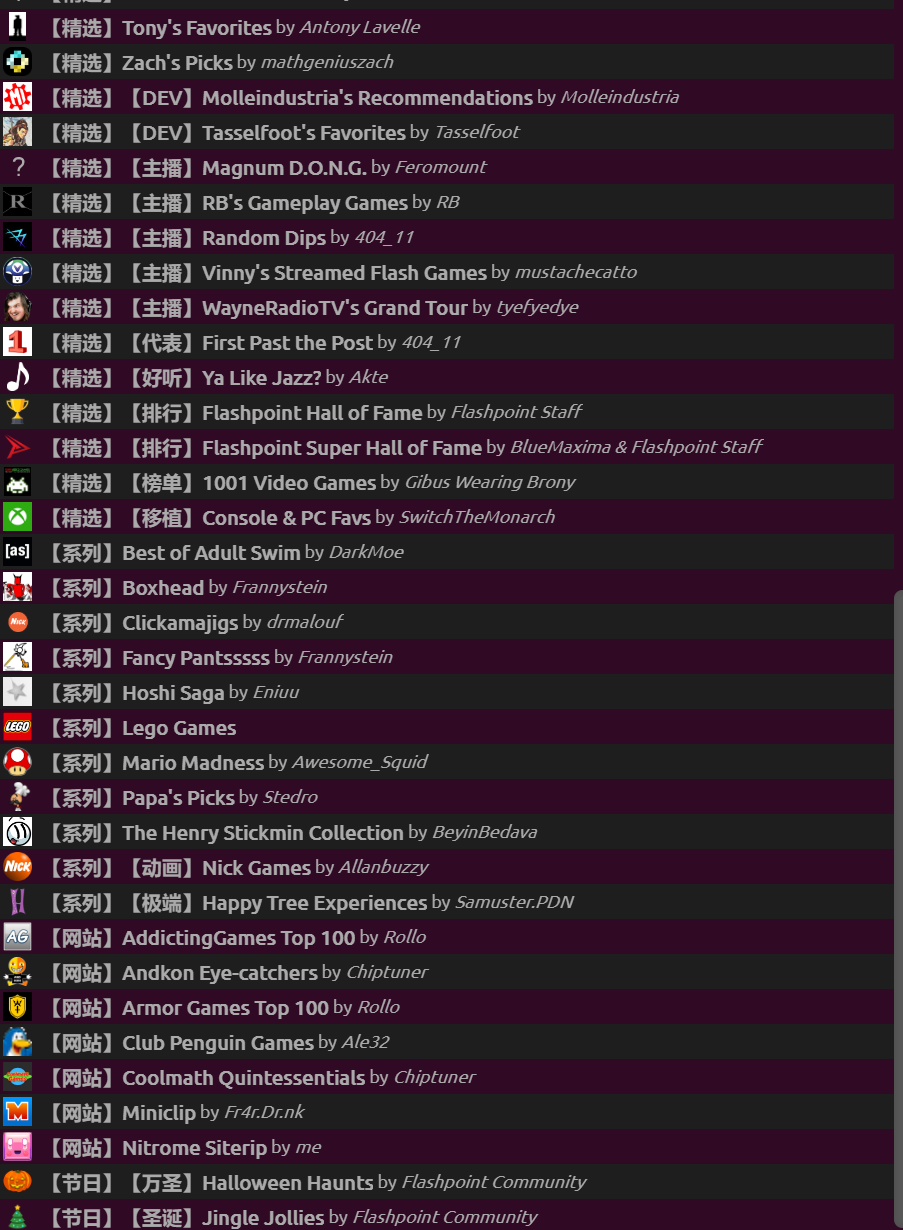 【精选】Tony's Favorites by Antony Lavelle
【精选】Zach's Picks by mathgeniuszach
【精选】【DEV】Molleindustria's Recommendations by Molleindustria
【精选】【DEV】Tasselfoot's Favorites by Tasselfoot
? 【精选】【主播】Magnum D.O.N.G. by Feromount
R 【精选】【主播】RB's Gameplay Games by RB
【精选】【主播】Random Dips by 404_11
【精选】【主播】Vinny's Streamed Flash Games by mustachecatto
【精选】【主播】WayneRadioTV's Grand Tour by tyefyedye
1 【精选】【代表】First Past the Post by 404_11
【精选】【好听】Ya Like Jazz? by Akte
【精选】【排行】Flashpoint Hall of Fame by Flashpoint Staff
【精选】【排行】Flashpoint Super Hall of Fame by BlueMaxima & Flashpoint Staff
【精选】【榜单】1001 Video Games by Gibus Wearing Brony
【精选】【移植】Console & PC Favs by SwitchTheMonarch
[as] 【系列】Best of Adult Swim by DarkMoe
【系列】Boxhead by Frannystein
NICK 【系列】Clickamajigs by drmalouf
【系列】Fancy Pantsssss by Frannystein
【系列】Hoshi Saga by Eniuu
LEGO 【系列】Lego Games
【系列】Mario Madness by Awesome_Squid
【系列】Papa's Picks by Stedro
【系列】The Henry Stickmin Collection by BeyinBedava
NICK 【系列】【动画】Nick Games by Allanbuzzy
H 【系列】【极端】Happy Tree Experiences by Samuster.PDN
AG 【网站】AddictingGames Top 100 by Rollo
【网站】Andkon Eye-catchers by Chiptuner
【网站】Armor Games Top 100 by Rollo
【网站】Club Penguin Games by Ale32
【网站】Coolmath Quintessentials by Chiptuner
M 【网站】Miniclip by Fr4r.Dr.nk
【网站】Nitrome Siterip by me
【节日】【万圣】Halloween Haunts by Flashpoint Community
【节日】【圣诞】Jingle Jollies by Flashpoint Community